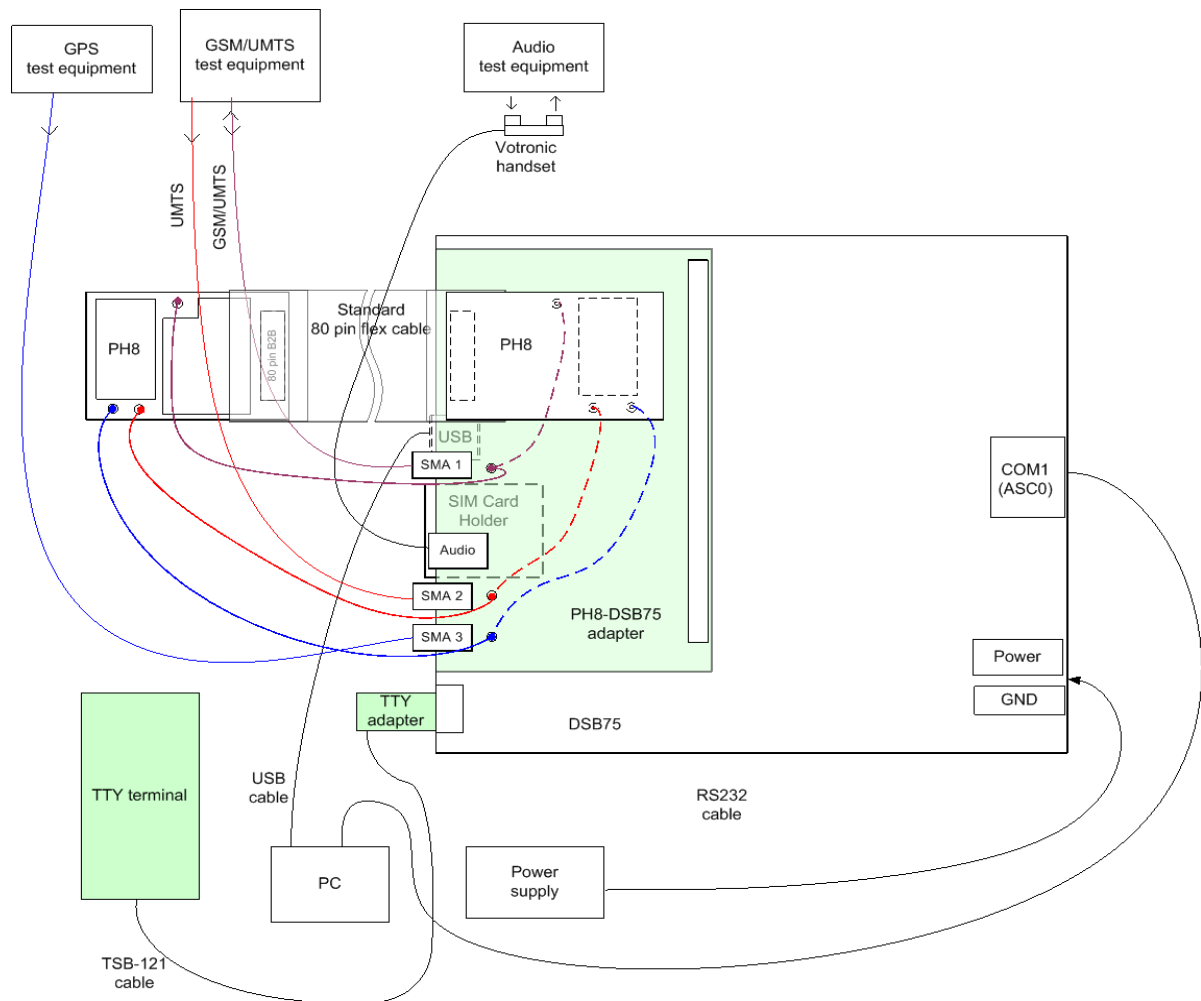 GPS
test equipment
GSM/UMTS
test equipment
Audio
test equipment
Votronic
handset
UMTS
GSM/UMTS
Standard
80 pin flex cable
PH8
80 pin B2B
PH8
USB
SMA 1
COM1
(ASC0)
SIM Card
Holder
Audio
SMA 2
PH8-DSB75
adapter
SMA 3
Power
GND
TTY
adapter
DSB75
TTY terminal
USB
cable
RS232
cable
PC
Power
supply
TSB-121
cable